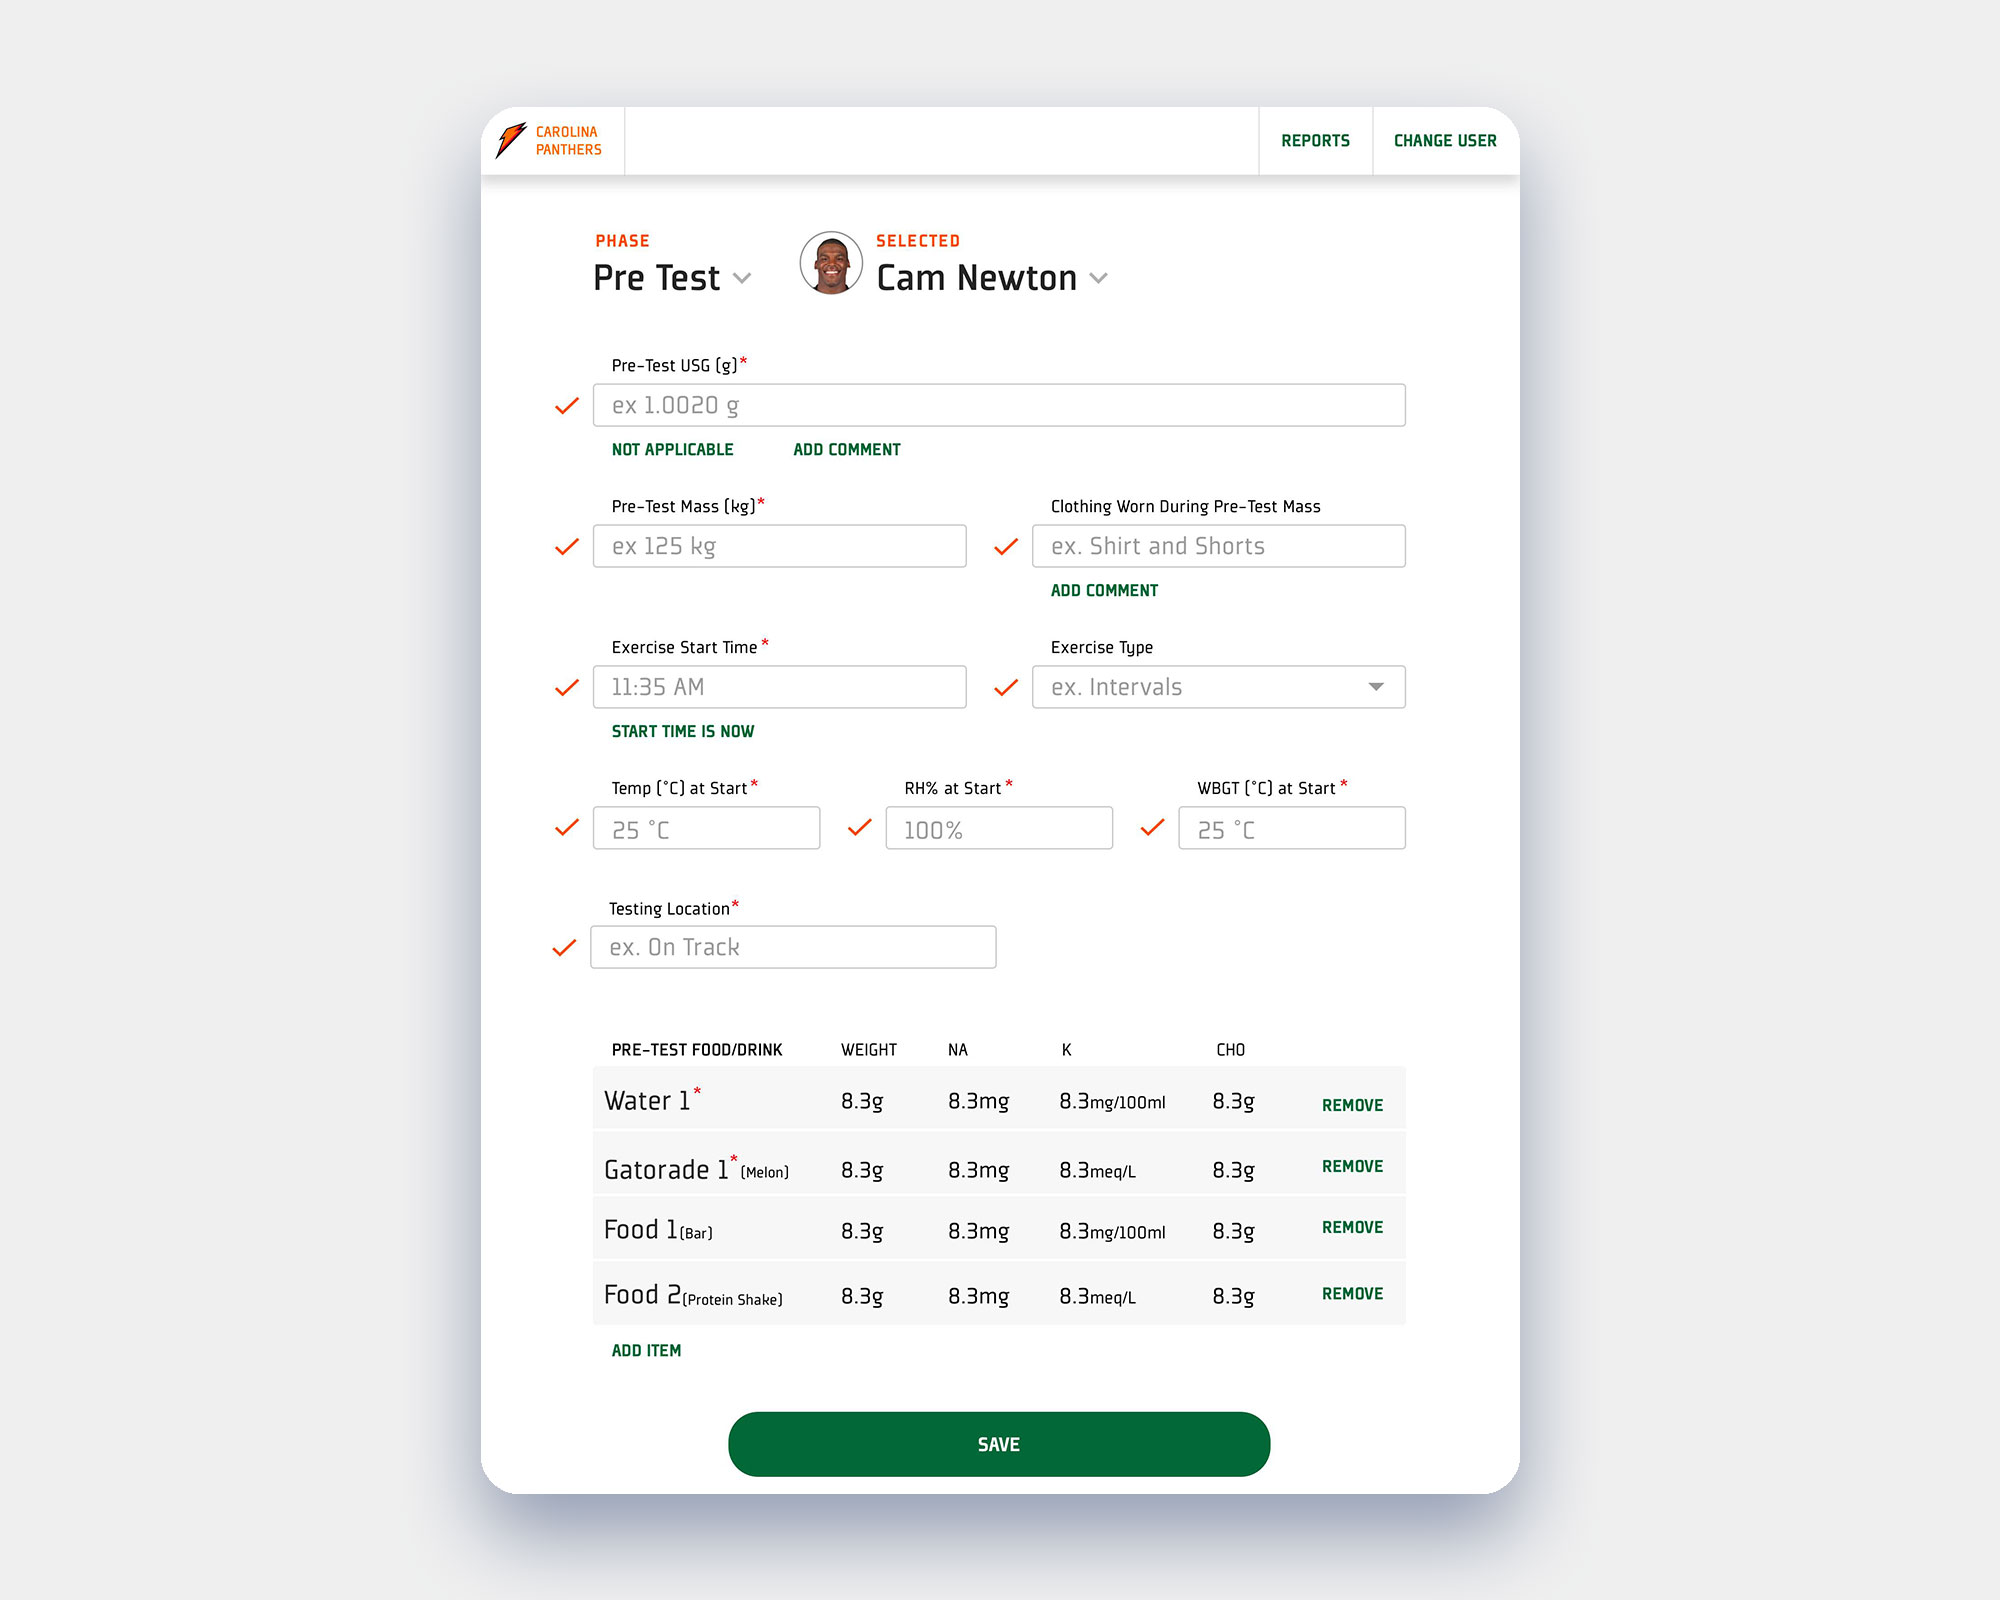 CAROLINA
PANTHERS
REPORTS
CHANGE USER
PHASE
Pre Test
SELECTED
Cam Newton
Pre-Test USG (g)*
ex 1.0020 g
NOT APPLICABLE
ADD COMMENT
Pre-Test Mass (kg)*
ex 125 kg
Clothing Worn During Pre-Test Mass
ex. Shirt and Shorts
ADD COMMENT
Exercise Start Time *
11:35 AM
START TIME IS NOW
Exercise Type
ex. Intervals
Temp (°C) at Start *
25 °C
RH% at Start *
100%
WBGT (°C) at Start *
25 °C
Testing Location*
ex. On Track
PRE-TEST FOOD/DRINK WEIGHT NA K CHO
Water 1* 8.3g 8.3mg 8.3mg/100ml 8.3g REMOVE
Gatorade 1* (Melon) 8.3g 8.3mg 8.3meq/L 8.3g REMOVE
Food 1(Bar) 8.3g 8.3mg 8.3mg/100ml 8.3g REMOVE
Food 2(Protein Shake) 8.3g 8.3mg 8.3meq/L 8.3g REMOVE
ADD ITEM
SAVE